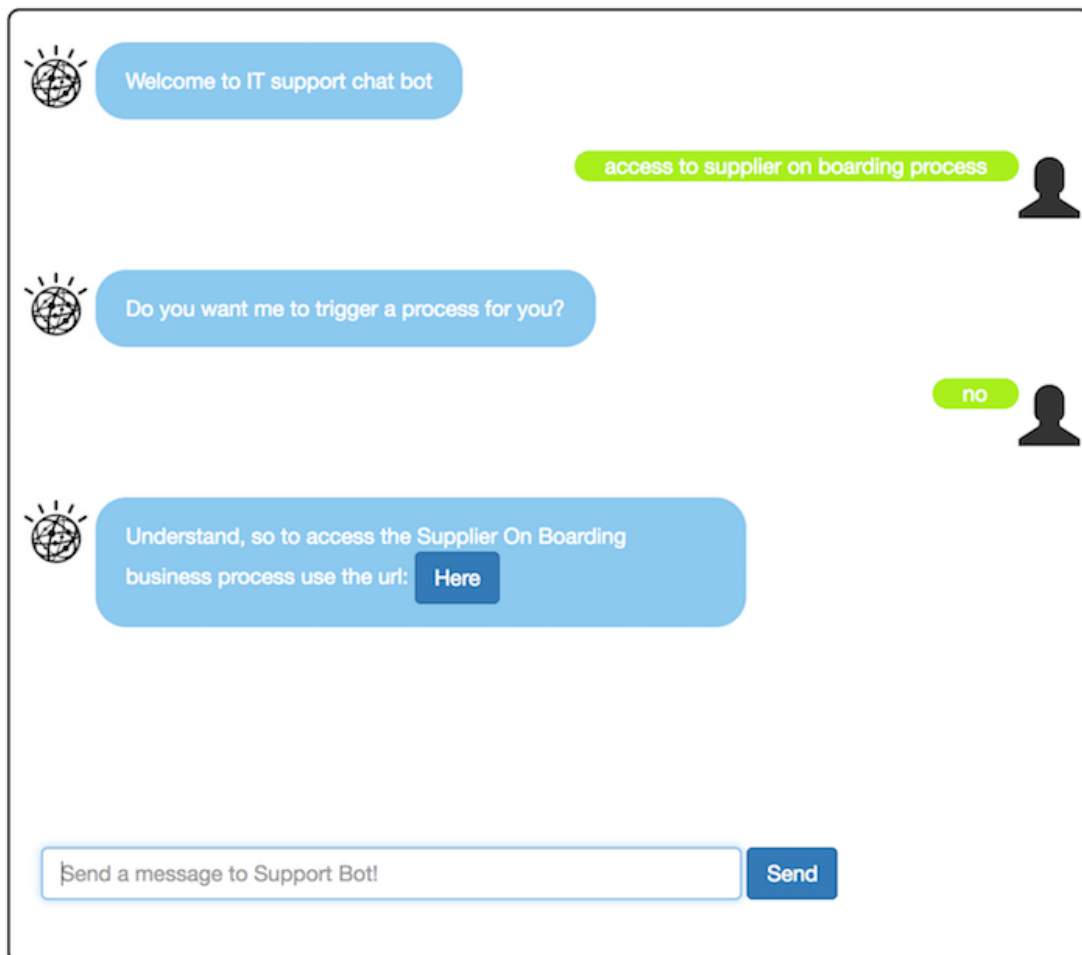 Welcome to IT support chat bot
access to supplier on boarding process
Do you want me to trigger a process for you?
no
Understand, so to access the Supplier On Boarding
business process use the url: Here
Send a message to Support Bot! Send